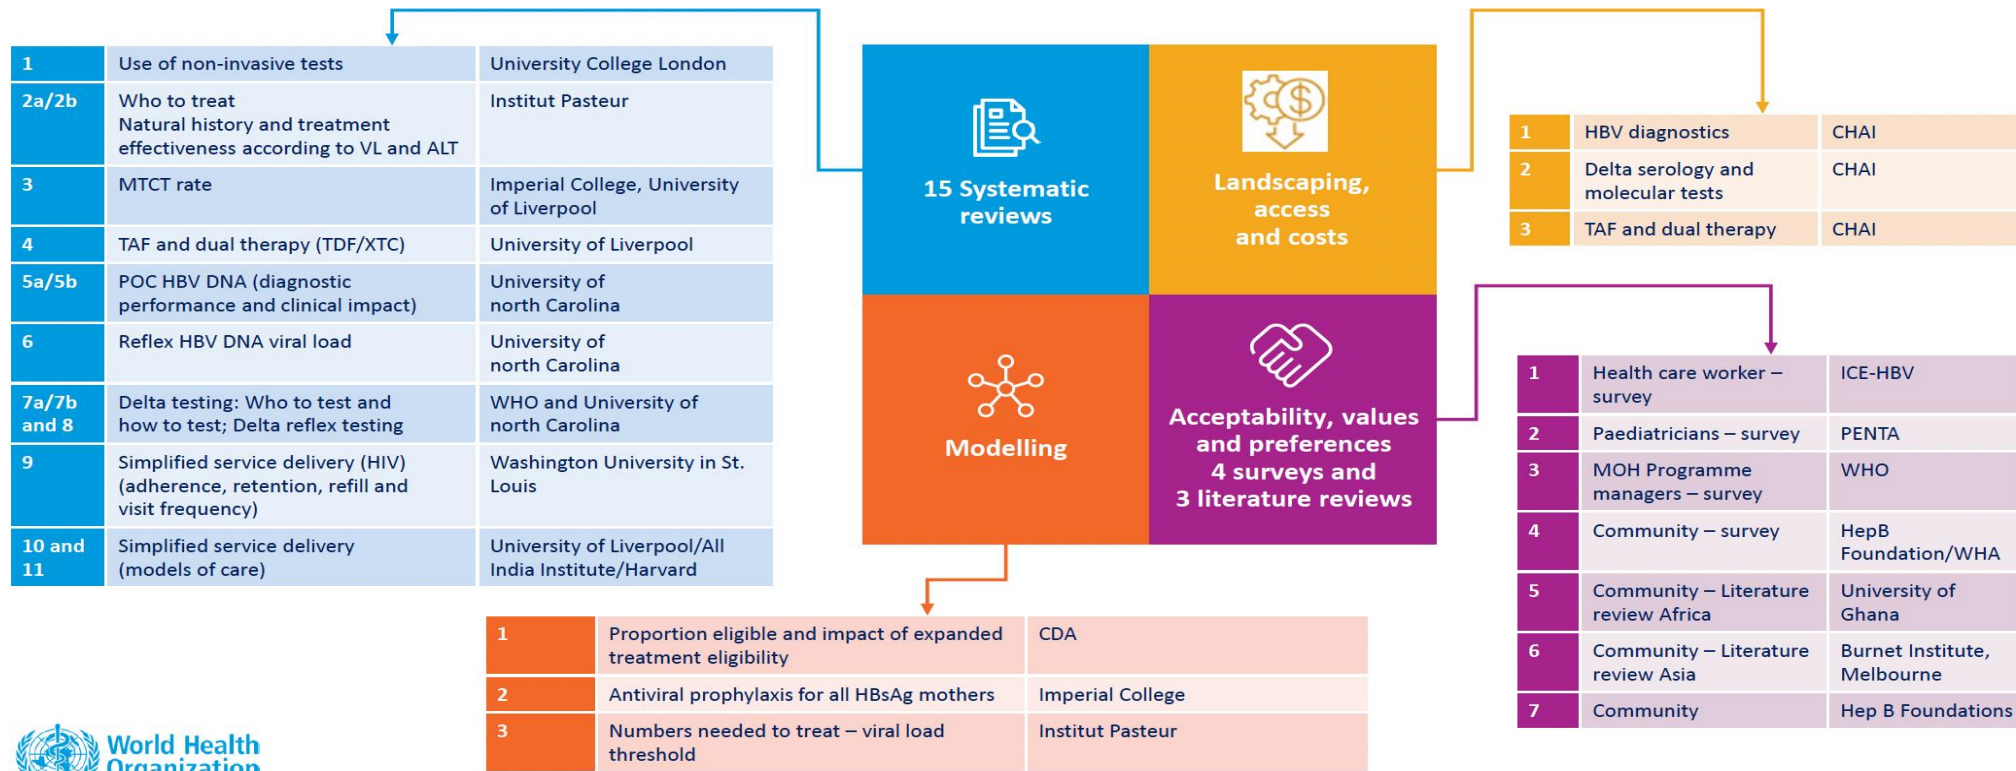 1 Use of non-invasive tests University College London
2a/2b Who to treat Institut Pasteur
Natural history and treatment
effectiveness according to VL and ALT
3 MTCT rate Imperial College, University
of Liverpool
4 TAF and dual therapy (TDF/XTC) University of Liverpool
5a/5b POC HBV DNA (diagnostic University of
performance and clinical impact) north Carolina
6 Reflex HBV DNA viral load University of
north Carolina
7a/7b Delta testing: Who to test and WHO and University of
and 8 how to test; Delta reflex testing north Carolina
9 Simplified service delivery (HIV) Washington University in St.
(adherence, retention, refill and Louis
visit frequency)
10 and Simplified service delivery University of Liverpool/All
11 (models of care) India Institute/Harvard
15 Systematic
reviews
Landscaping,
access
and costs
Modelling
Acceptability, values
and preferences
4 surveys and
3 literature reviews
1 HBV diagnostics CHAI
2 Delta serology and CHAI
molecular tests
3 TAF and dual therapy CHAI
1 Health care worker – ICE-HBV
survey
2 Paediatricians – survey PENTA
3 MOH Programme WHO
managers – survey
4 Community – survey HepB
Foundation/WHA
5 Community – Literature University of
review Africa Ghana
6 Community – Literature Burnet Institute,
review Asia Melbourne
7 Community Hep B Foundations
1 Proportion eligible and impact of expanded CDA
treatment eligibility
2 Antiviral prophylaxis for all HBsAg mothers Imperial College
3 Numbers needed to treat – viral load Institut Pasteur
threshold
World Health
Organization